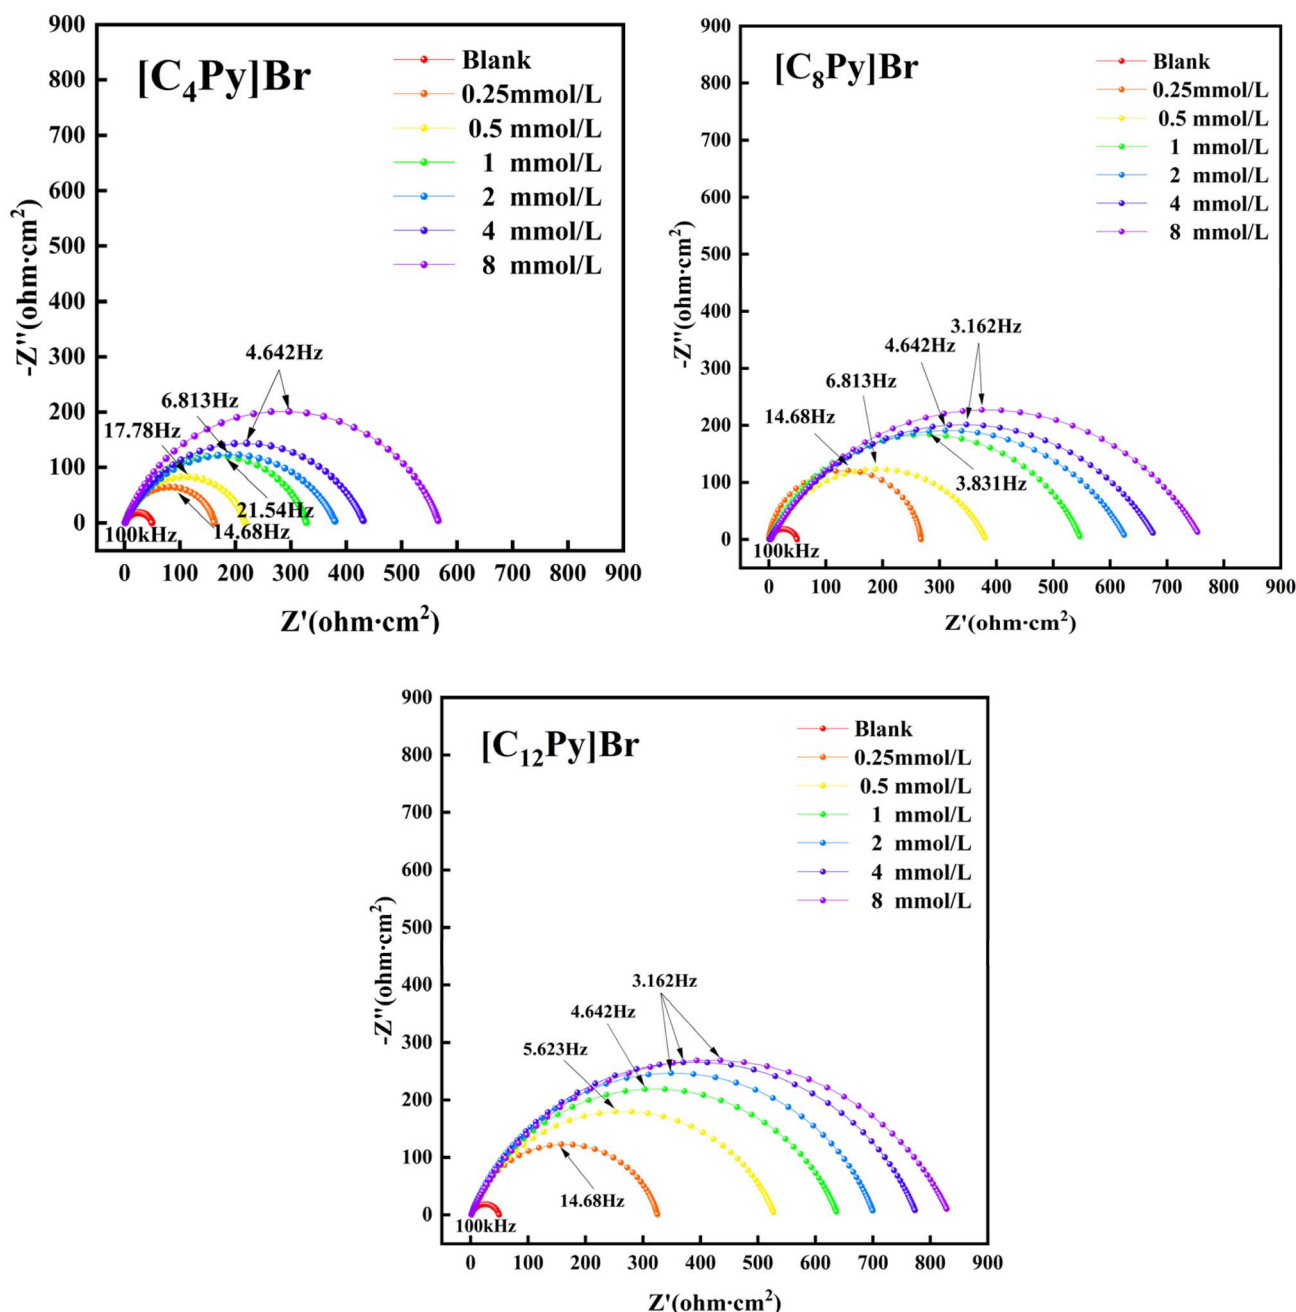 [C₄Py]Br
Blank
0.25mmol/L
0.5 mmol/L
1 mmol/L
2 mmol/L
4 mmol/L
8 mmol/L
900
800
700
600
500
400
300
200
100
0
-Z''(ohm·cm²)
4.642Hz
6.813Hz
17.78Hz
21.54Hz
14.68Hz
100kHz
0 100 200 300 400 500 600 700 800 900
Z'(ohm·cm²)
[C₈Py]Br
Blank
0.25mmol/L
0.5 mmol/L
1 mmol/L
2 mmol/L
4 mmol/L
8 mmol/L
900
800
700
600
500
400
300
200
100
0
-Z''(ohm·cm²)
3.162Hz
4.642Hz
6.813Hz
14.68Hz
3.831Hz
100kHz
0 100 200 300 400 500 600 700 800 900
Z'(ohm·cm²)
[C₁₂Py]Br
Blank
0.25mmol/L
0.5 mmol/L
1 mmol/L
2 mmol/L
4 mmol/L
8 mmol/L
900
800
700
600
500
400
300
200
100
0
-Z''(ohm·cm²)
3.162Hz
4.642Hz
5.623Hz
14.68Hz
100kHz
0 100 200 300 400 500 600 700 800 900
Z'(ohm·cm²)